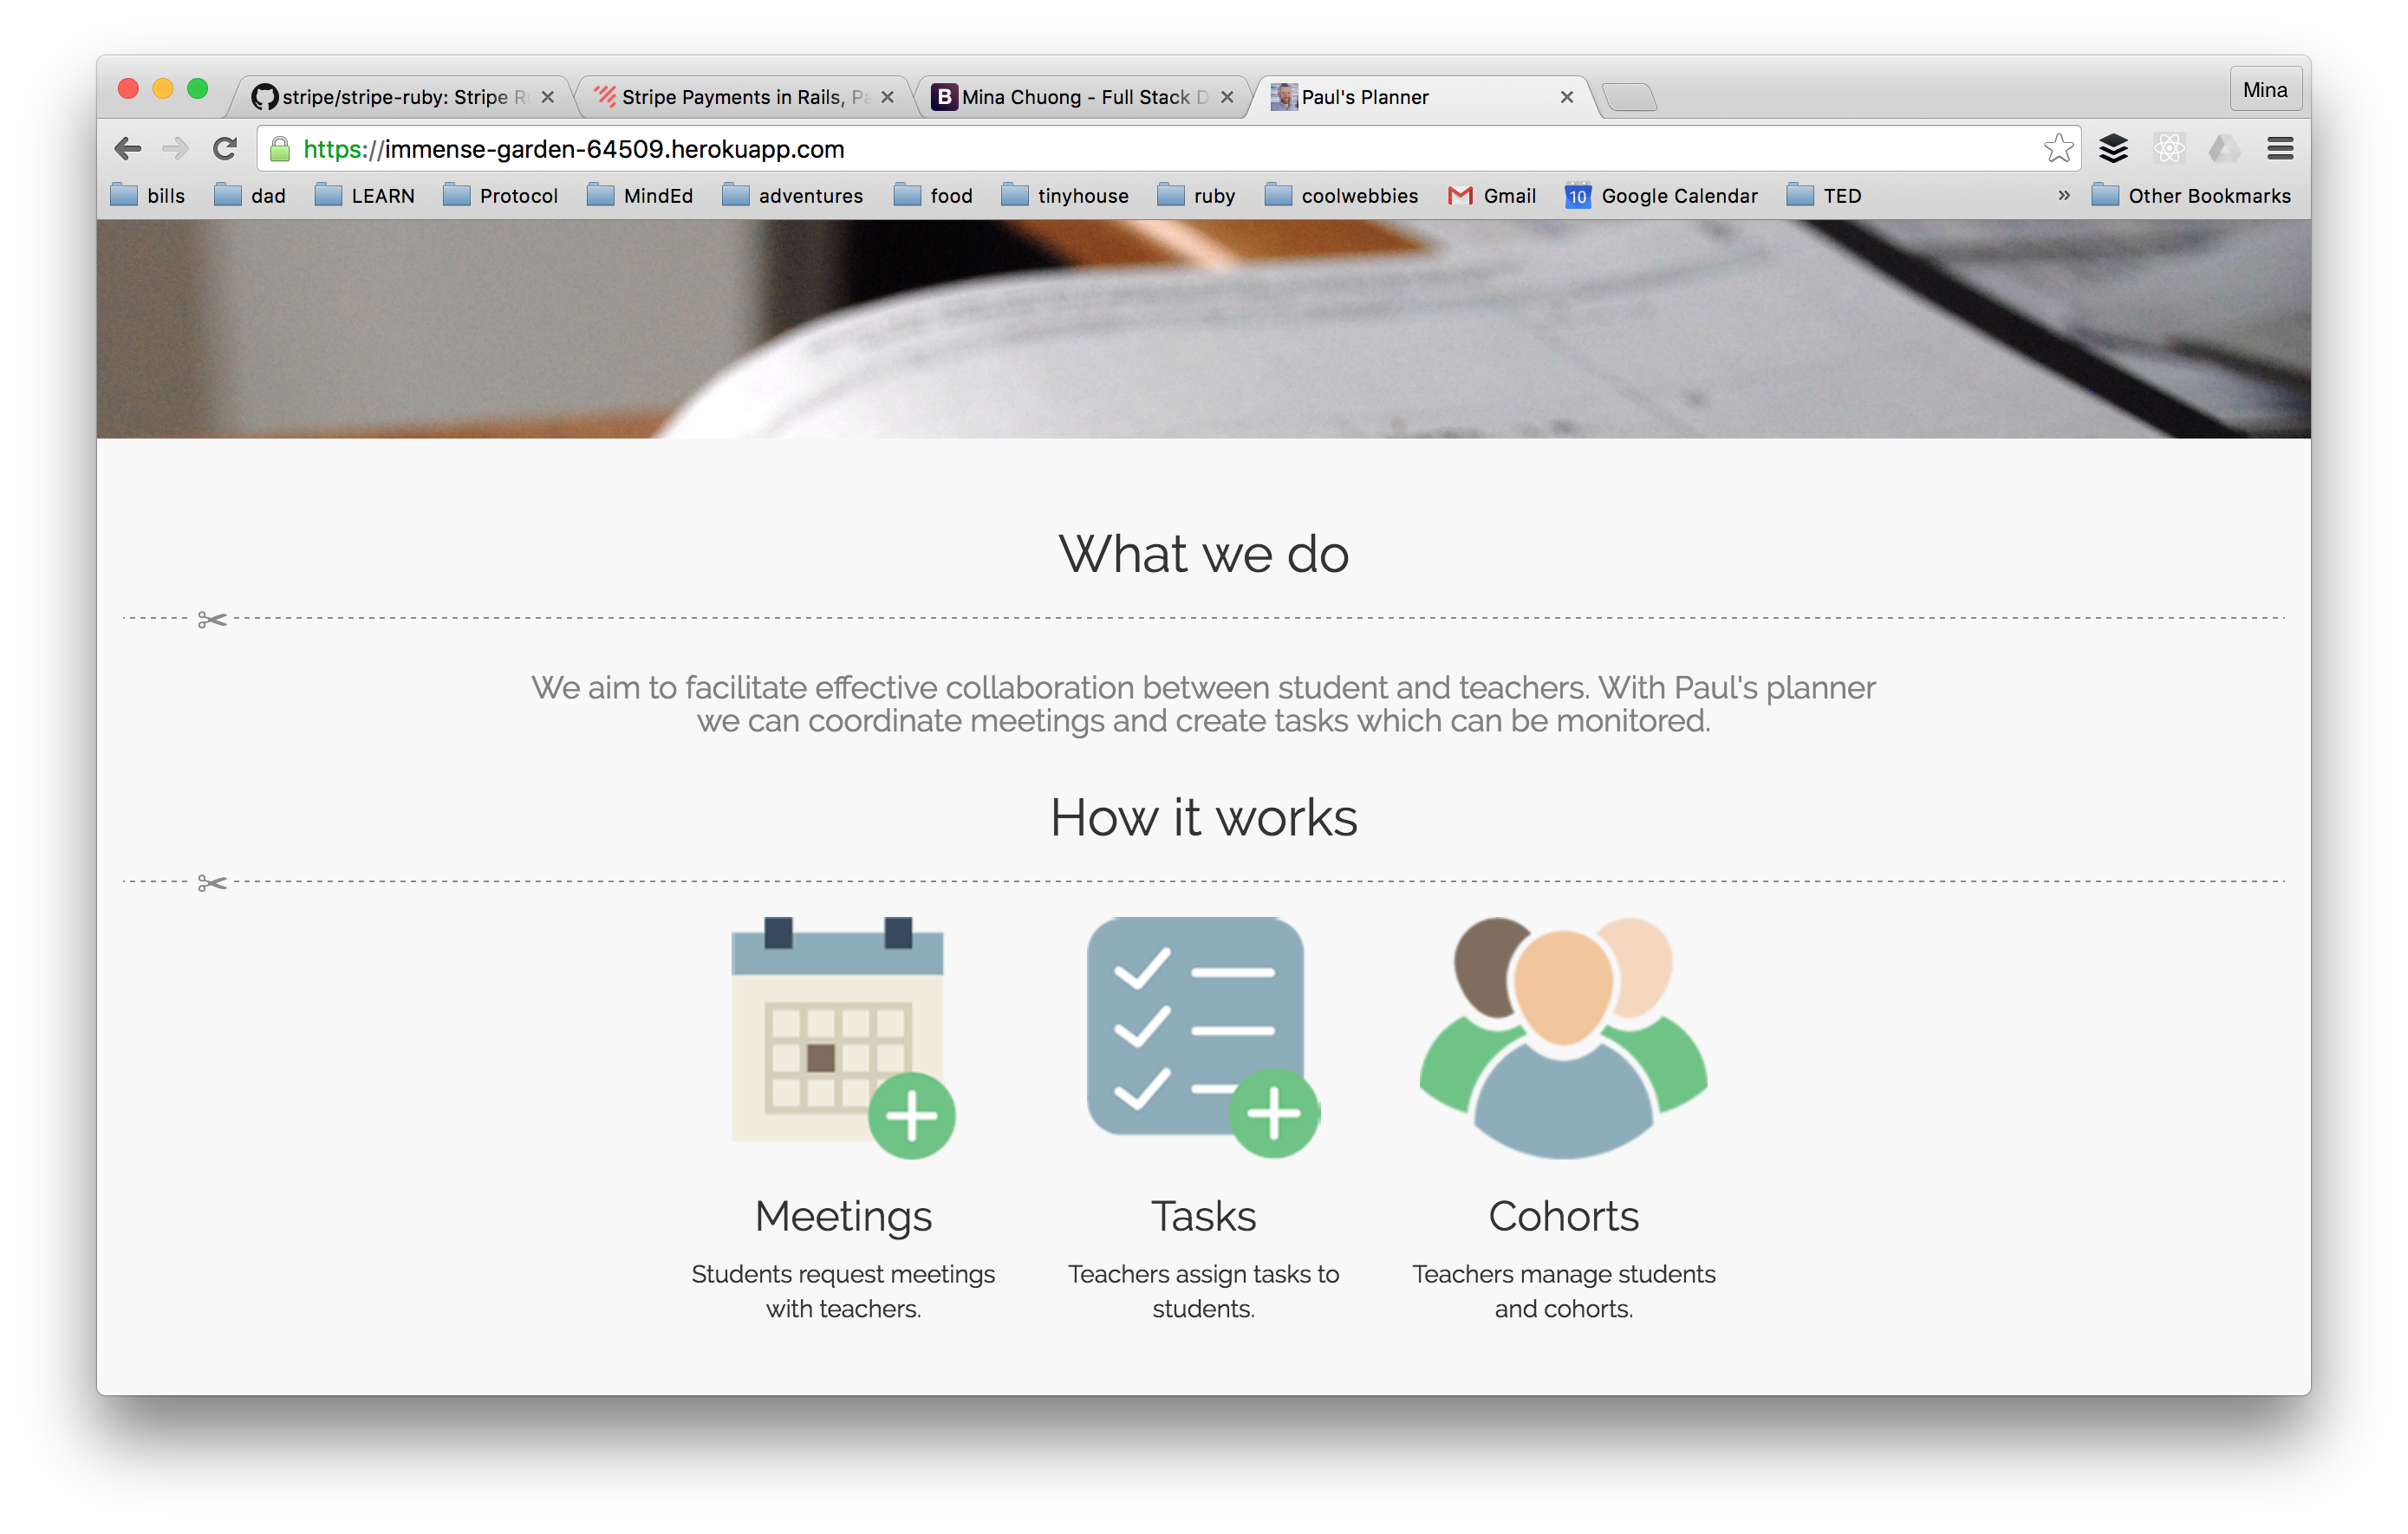 stripe/stripe-ruby: Stripe R
Stripe Payments in Rails, Pa
B Mina Chuong - Full Stack D
Paul's Planner
Mina
https://immense-garden-64509.herokuapp.com
bills dad LEARN Protocol MindEd adventures food tinyhouse ruby coolwebbies Gmail 10 Google Calendar TED » Other Bookmarks
What we do
We aim to facilitate effective collaboration between student and teachers. With Paul's planner
we can coordinate meetings and create tasks which can be monitored.
How it works
Meetings
Students request meetings
with teachers.
Tasks
Teachers assign tasks to
students.
Cohorts
Teachers manage students
and cohorts.